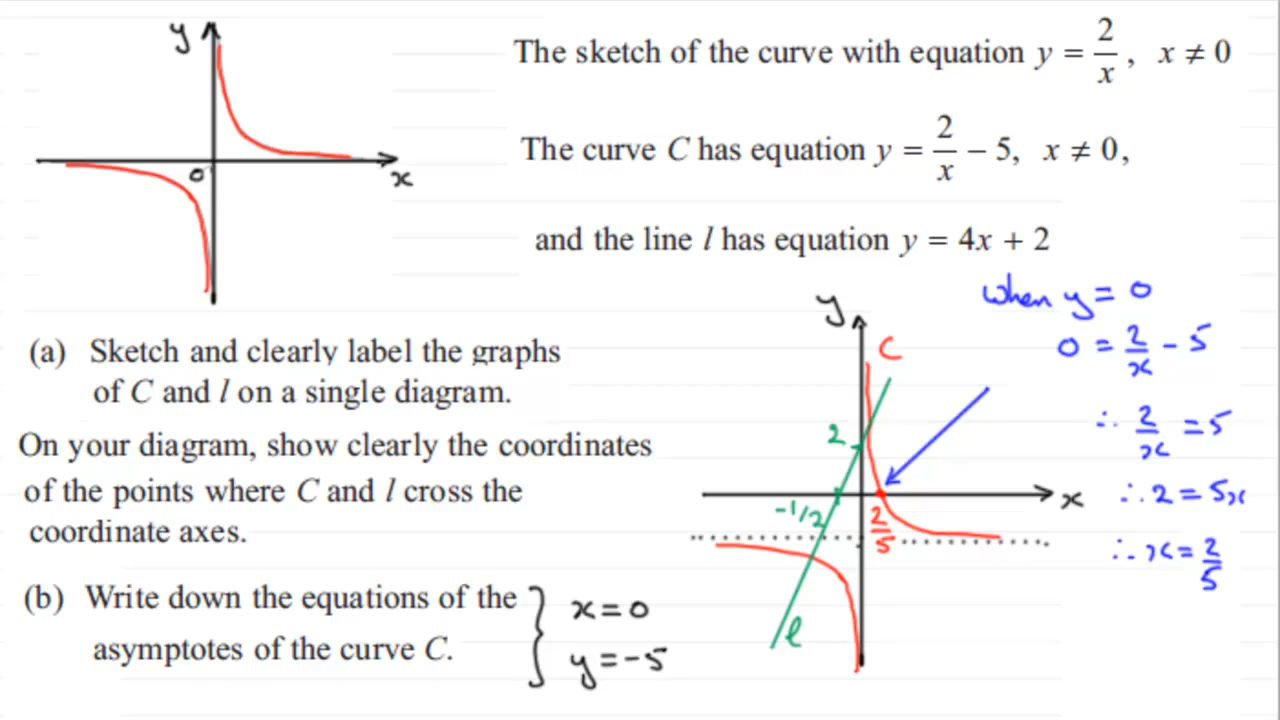 y
0
x
The sketch of the curve with equation y = 2/x, x ≠ 0
The curve C has equation y = 2/x − 5, x ≠ 0,
and the line l has equation y = 4x + 2
(a) Sketch and clearly label the graphs
of C and l on a single diagram.
On your diagram, show clearly the coordinates
of the points where C and l cross the
coordinate axes.
(b) Write down the equations of the
asymptotes of the curve C.
x = 0
y = -5
y
C
2
-1/2
2/5
x
l
when y = 0
0 = 2/x - 5
∴ 2/x = 5
∴ 2 = 5x
∴ x = 2/5